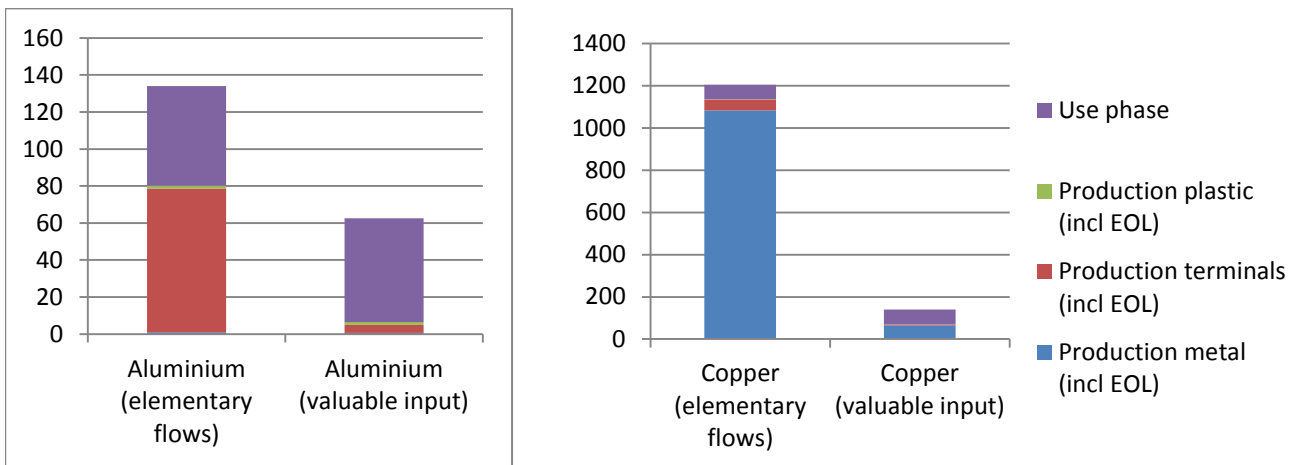 160
140
120
100
80
60
40
20
0
Aluminium
(elementary
flows)
Aluminium
(valuable input)
1400
1200
1000
800
600
400
200
0
Copper
(elementary
flows)
Copper
(valuable input)
Use phase
Production plastic
(incl EOL)
Production terminals
(incl EOL)
Production metal
(incl EOL)